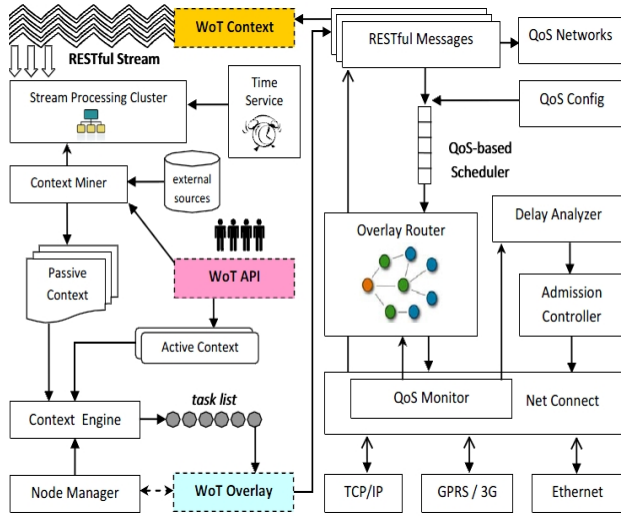 WoT Context
RESTful Messages
QoS Networks
RESTful Stream
Stream Processing Cluster
Time
Service
QoS Config
QoS-based
Scheduler
Context Miner
external
sources
Overlay Router
Delay Analyzer
Passive
Context
WoT API
Admission
Controller
Active Context
task list
QoS Monitor
Net Connect
Context Engine
Node Manager
WoT Overlay
TCP/IP
GPRS / 3G
Ethernet